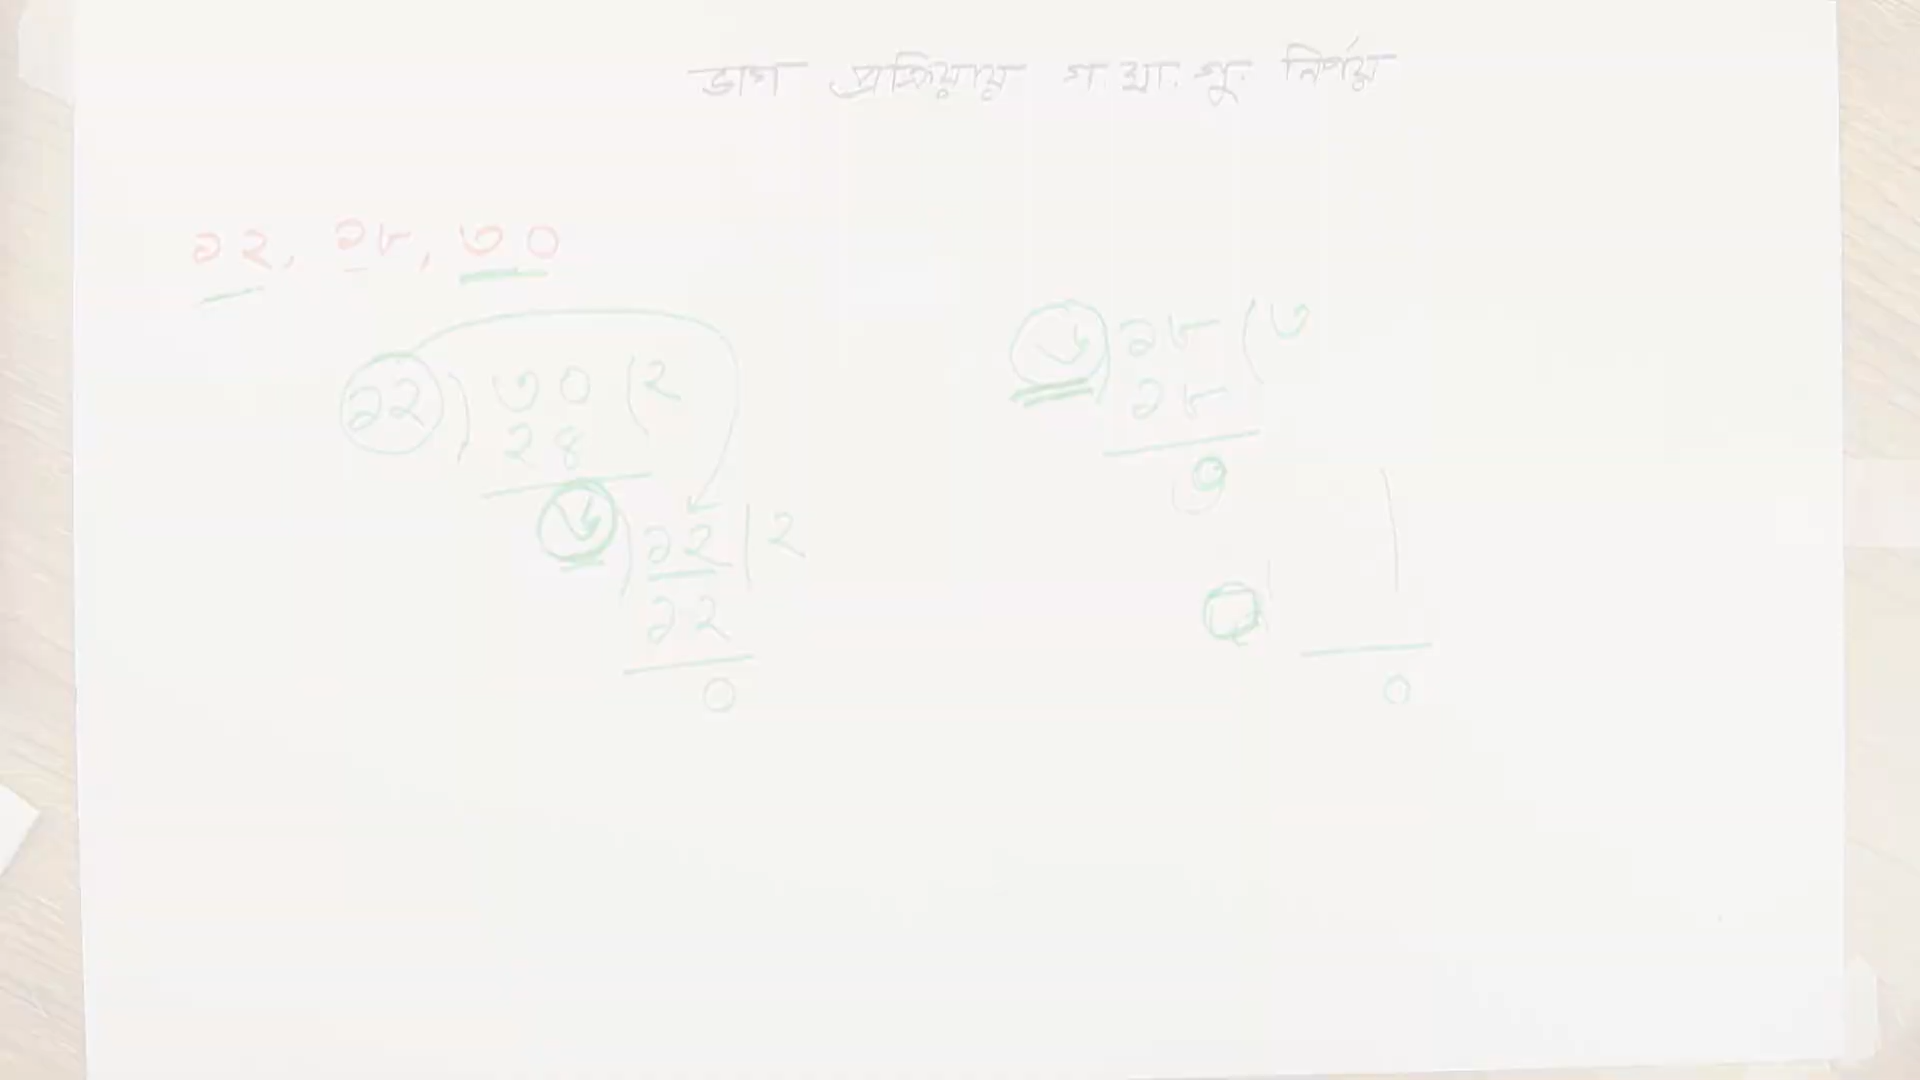 ভাগ প্রক্রিয়ায় গ.সা.গু. নির্ণয়
১২, ১৮, ৩০
১২) ৩০ (২
২৪
৬) ১২ | ২
১২
০
৬) ১৮ (৩
১৮
০
০